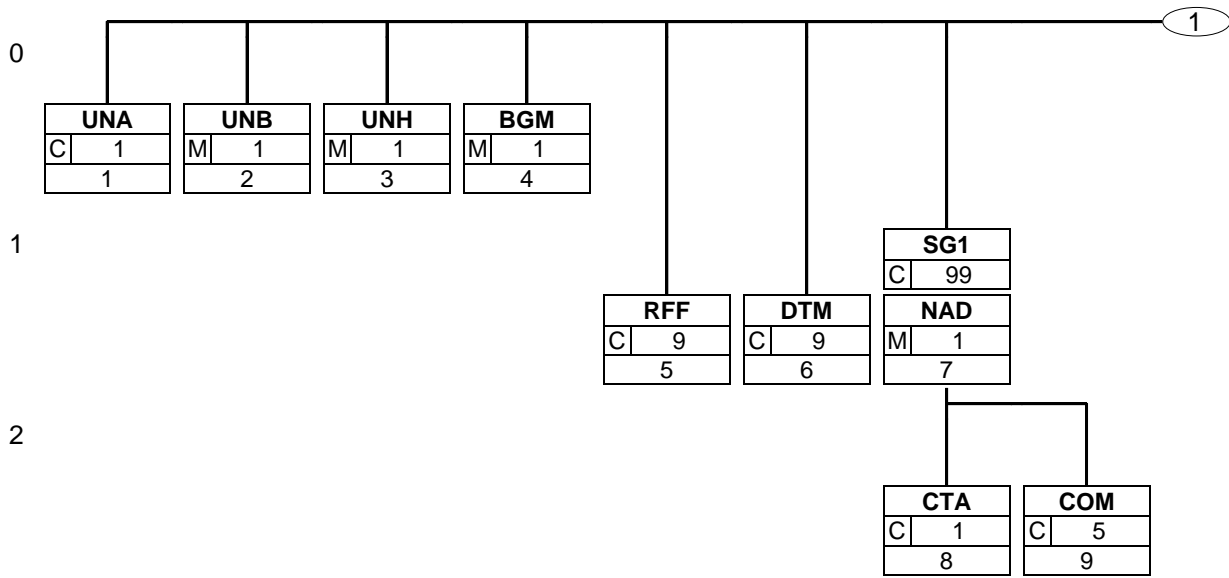 1
0
UNA UNB UNH BGM
C 1 M 1 M 1 M 1
1 2 3 4
1
SG1
C 99
RFF DTM NAD
C 9 C 9 M 1
5 6 7
2
CTA COM
C 1 C 5
8 9